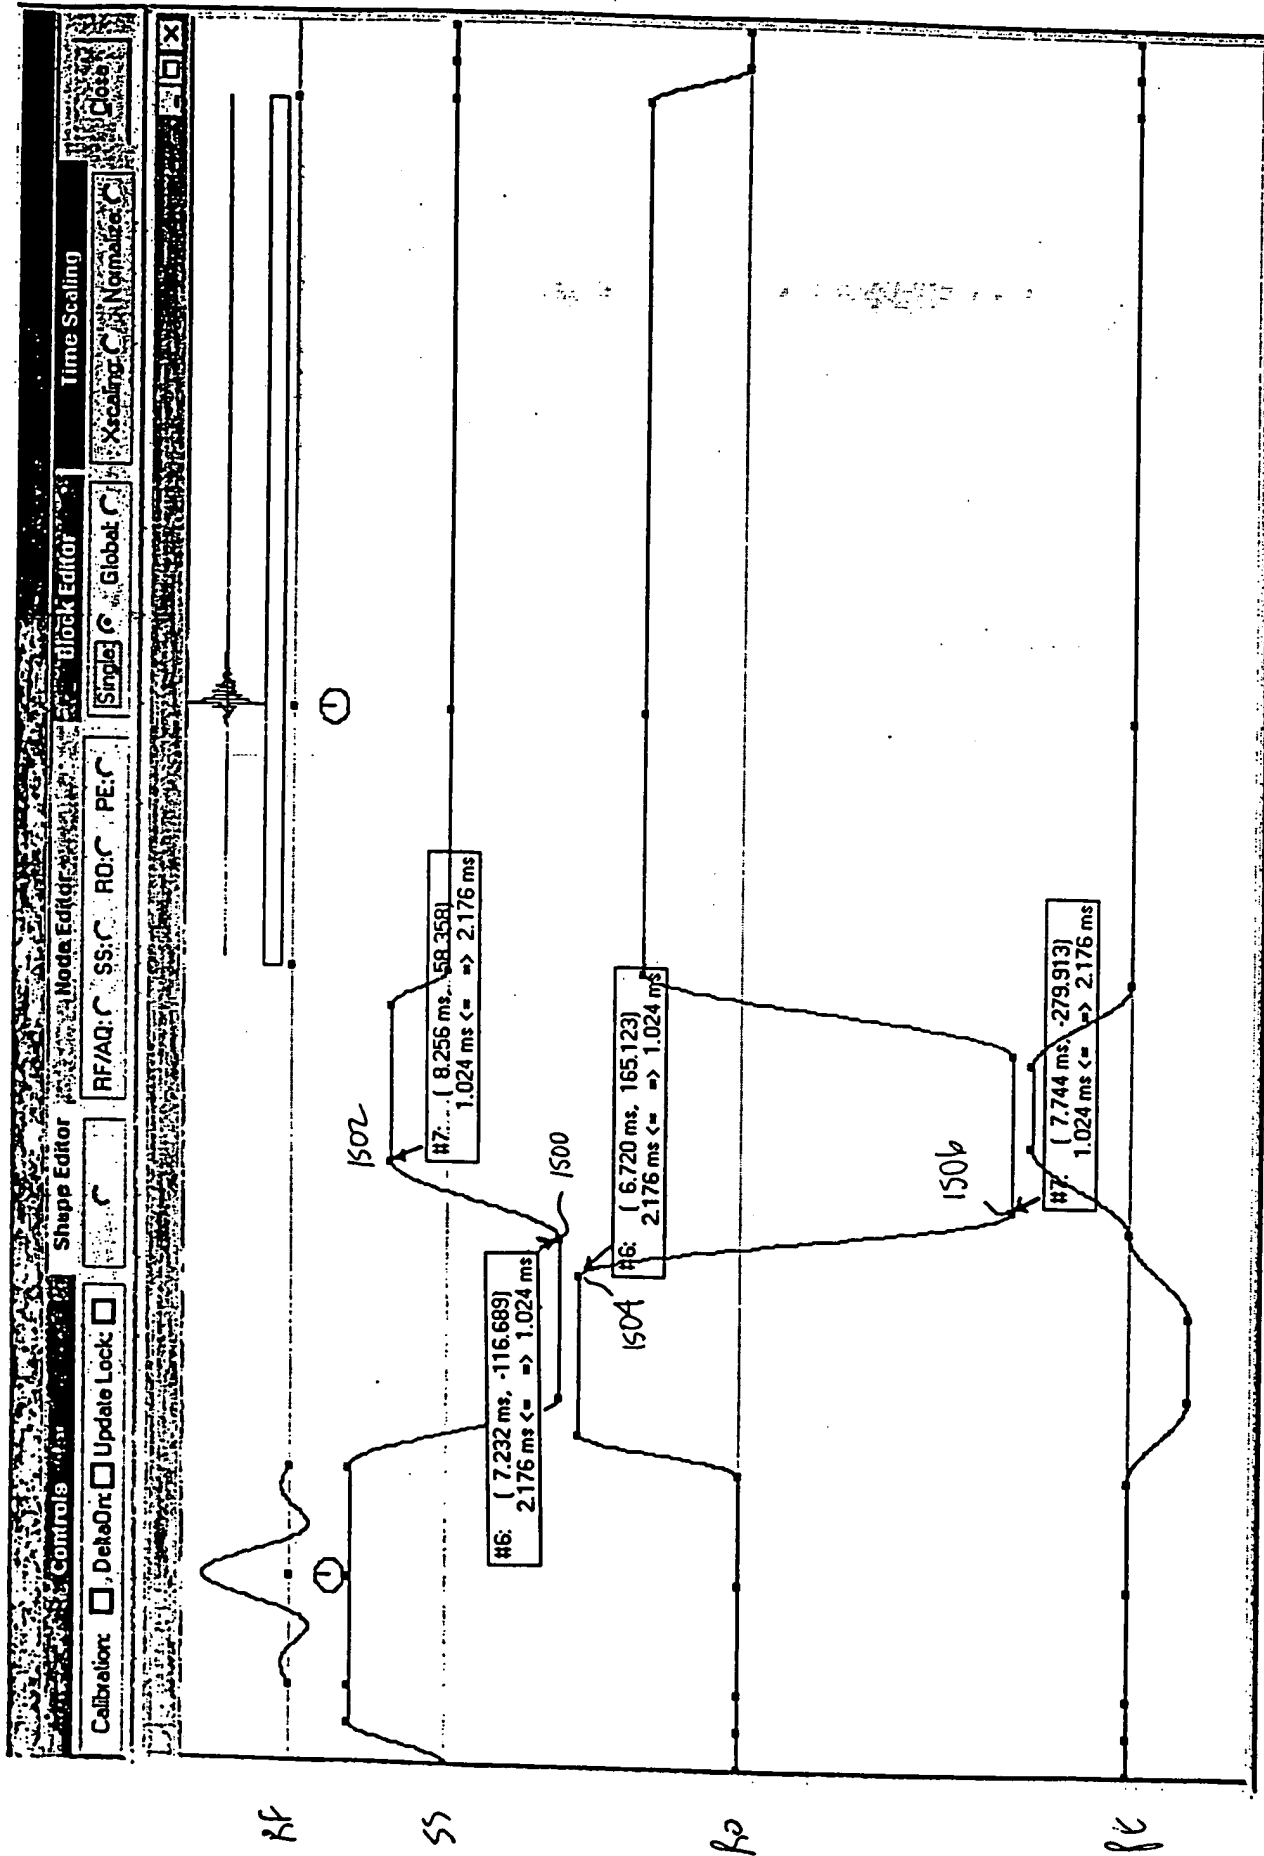 Controls Shape Editor Node Editor Block Editor Time Scaling
Calibration: DeltaOn: Update Lock: RF/AQ: SS: RO: PE: Single Global: Xscaling: Normalize: Close
RF
SS
RO
PE
1502
#7: ( 8.256 ms, 58.358)
1.024 ms <= => 2.176 ms
1500
#6: ( 7.232 ms, -116.689)
2.176 ms <= => 1.024 ms
1504
#6: ( 6.720 ms, 165.123)
2.176 ms <= => 1.024 ms
1506
#7: ( 7.744 ms, -279.913)
1.024 ms <= => 2.176 ms